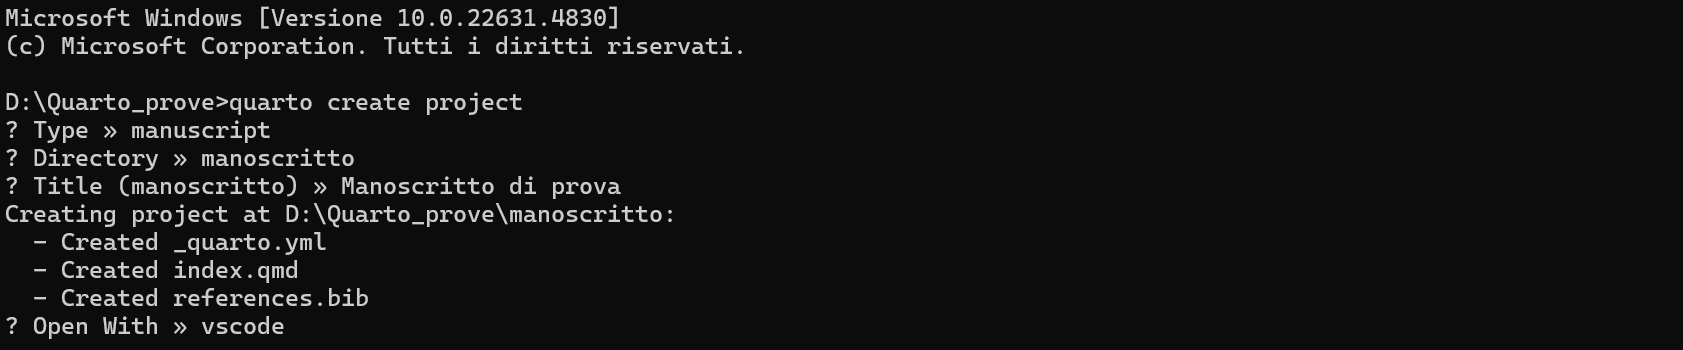 Microsoft Windows [Versione 10.0.22631.4830]
(c) Microsoft Corporation. Tutti i diritti riservati.
D:\Quarto_prove>quarto create project
? Type » manuscript
? Directory » manoscritto
? Title (manoscritto) » Manoscritto di prova
Creating project at D:\Quarto_prove\manoscritto:
  - Created _quarto.yml
  - Created index.qmd
  - Created references.bib
? Open With » vscode